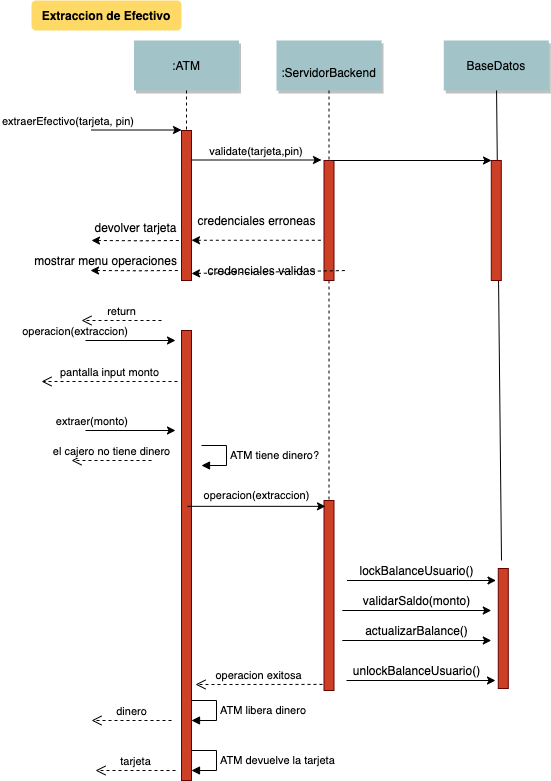 Extraccion de Efectivo
:ATM
:ServidorBackend
BaseDatos
extraerEfectivo(tarjeta, pin)
validate(tarjeta,pin)
credenciales erroneas
devolver tarjeta
mostrar menu operaciones
credenciales validas
return
operacion(extraccion)
pantalla input monto
extraer(monto)
el cajero no tiene dinero
ATM tiene dinero?
operacion(extraccion)
lockBalanceUsuario()
validarSaldo(monto)
actualizarBalance()
unlockBalanceUsuario()
operacion exitosa
dinero
ATM libera dinero
tarjeta
ATM devuelve la tarjeta